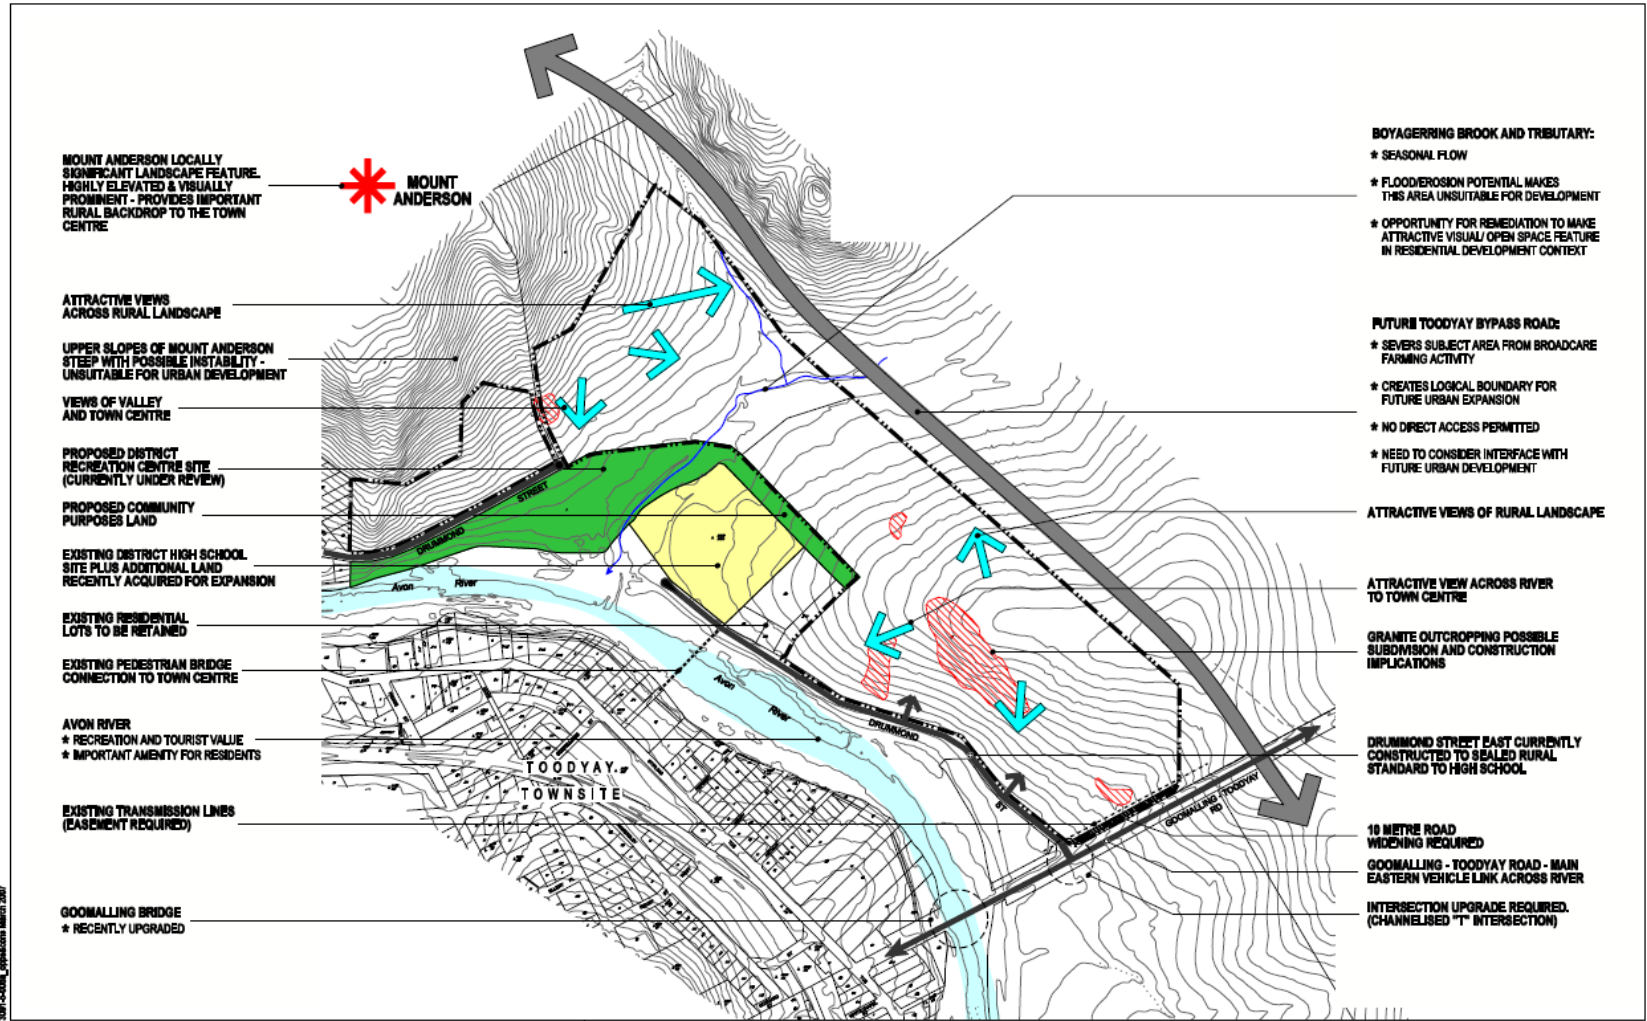 MOUNT ANDERSON LOCALLY
SIGNIFICANT LANDSCAPE FEATURE.
HIGHLY ELEVATED & VISUALLY
PROMINENT - PROVIDES IMPORTANT
RURAL BACKDROP TO THE TOWN
CENTRE
ATTRACTIVE VIEWS
ACROSS RURAL LANDSCAPE
UPPER SLOPES OF MOUNT ANDERSON
STEEP WITH POSSIBLE INSTABILITY -
UNSUITABLE FOR URBAN DEVELOPMENT
VIEWS OF VALLEY
AND TOWN CENTRE
PROPOSED DISTRICT
RECREATION CENTRE SITE
(CURRENTLY UNDER REVIEW)
PROPOSED COMMUNITY
PURPOSES LAND
EXISTING DISTRICT HIGH SCHOOL
SITE PLUS ADDITIONAL LAND
RECENTLY ACQUIRED FOR EXPANSION
EXISTING RESIDENTIAL
LOTS TO BE RETAINED
EXISTING PEDESTRIAN BRIDGE
CONNECTION TO TOWN CENTRE
AVON RIVER
* RECREATION AND TOURIST VALUE
* IMPORTANT AMENITY FOR RESIDENTS
EXISTING TRANSMISSION LINES
(EASEMENT REQUIRED)
GOOMALLING BRIDGE
* RECENTLY UPGRADED
MOUNT
ANDERSON
DRUMMOND STREET
Avon River
Avon River
TOODYAY
TOWNSITE
DRUMMOND ST
GOOMALLING - TOODYAY
RD
BOYAGERRING BROOK AND TRIBUTARY:
* SEASONAL FLOW
* FLOOD/EROSION POTENTIAL MAKES
THIS AREA UNSUITABLE FOR DEVELOPMENT
* OPPORTUNITY FOR REMEDIATION TO MAKE
ATTRACTIVE VISUAL/ OPEN SPACE FEATURE
IN RESIDENTIAL DEVELOPMENT CONTEXT
FUTURE TOODYAY BYPASS ROAD:
* SEVERS SUBJECT AREA FROM BROADCARE
FARMING ACTIVITY
* CREATES LOGICAL BOUNDARY FOR
FUTURE URBAN EXPANSION
* NO DIRECT ACCESS PERMITTED
* NEED TO CONSIDER INTERFACE WITH
FUTURE URBAN DEVELOPMENT
ATTRACTIVE VIEWS OF RURAL LANDSCAPE
ATTRACTIVE VIEW ACROSS RIVER
TO TOWN CENTRE
GRANITE OUTCROPPING POSSIBLE
SUBDIVISION AND CONSTRUCTION
IMPLICATIONS
DRUMMOND STREET EAST CURRENTLY
CONSTRUCTED TO SEALED RURAL
STANDARD TO HIGH SCHOOL
10 METRE ROAD
WIDENING REQUIRED
GOOMALLING - TOODYAY ROAD - MAIN
EASTERN VEHICLE LINK ACROSS RIVER
INTERSECTION UPGRADE REQUIRED.
(CHANNELISED "T" INTERSECTION)